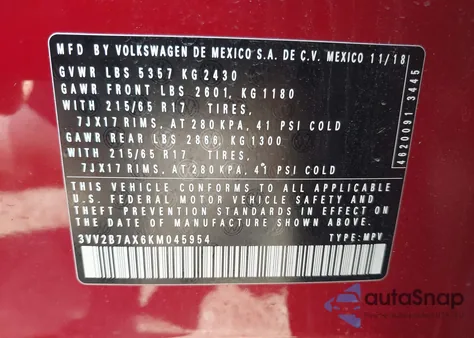 MFD BY VOLKSWAGEN DE MEXICO S.A. DE C.V. MEXICO 11/18
GVWR LBS 5357 KG 2430
GAWR FRONT LBS 2601, KG 1180
WITH 215/65 R17 TIRES,
7JX17 RIMS, AT 280 KPA, 41 PSI COLD
GAWR REAR LBS 2866, KG 1300
WITH 215/65 R17 TIRES,
7JX17 RIMS, AT 280 KPA, 41 PSI COLD
THIS VEHICLE CONFORMS TO ALL APPLICABLE
U.S. FEDERAL MOTOR VEHICLE SAFETY AND
THEFT PREVENTION STANDARDS IN EFFECT ON
THE DATE OF MANUFACTURE SHOWN ABOVE
3VV2B7AX6KM045954 TYPE: MPV
4620091 3445
autoSnap